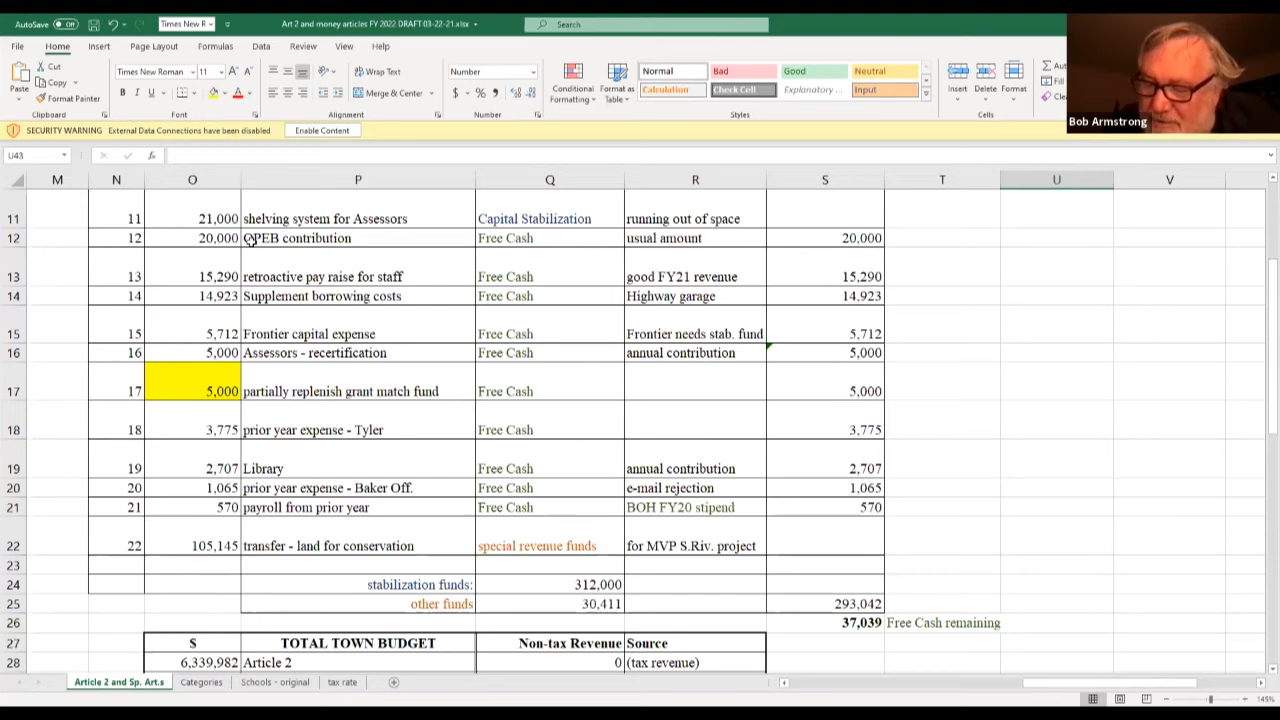 AutoSave Off Times New R Art 2 and money articles FY 2022 DRAFT 03-22-21.xlsx Search
File Home Insert Page Layout Formulas Data Review View Help
Paste Cut Copy Format Painter Clipboard
Times New Roman 11 B I U Font
Wrap Text Merge & Center Alignment
Number $ % Number
Conditional Formatting Format as Table
Normal Bad Good Neutral
Calculation Check Cell Explanatory ... Input
Styles
Insert Delete Format Cells
Bob Armstrong
SECURITY WARNING External Data Connections have been disabled Enable Content
U43 fx
M N O P Q R S T U V
11 11 21,000 shelving system for Assessors Capital Stabilization running out of space
12 12 20,000 OPEB contribution Free Cash usual amount 20,000
13 13 15,290 retroactive pay raise for staff Free Cash good FY21 revenue 15,290
14 14 14,923 Supplement borrowing costs Free Cash Highway garage 14,923
15 15 5,712 Frontier capital expense Free Cash Frontier needs stab. fund 5,712
16 16 5,000 Assessors - recertification Free Cash annual contribution 5,000
17 17 5,000 partially replenish grant match fund Free Cash 5,000
18 18 3,775 prior year expense - Tyler Free Cash 3,775
19 19 2,707 Library Free Cash annual contribution 2,707
20 20 1,065 prior year expense - Baker Off. Free Cash e-mail rejection 1,065
21 21 570 payroll from prior year Free Cash BOH FY20 stipend 570
22 22 105,145 transfer - land for conservation special revenue funds for MVP S.Riv. project
23
24 stabilization funds: 312,000
25 other funds 30,411 293,042
26 37,039 Free Cash remaining
27 $ TOTAL TOWN BUDGET Non-tax Revenue Source
28 6,339,982 Article 2 0 (tax revenue)
Article 2 and Sp. Art.s Categories Schools - original tax rate
145%